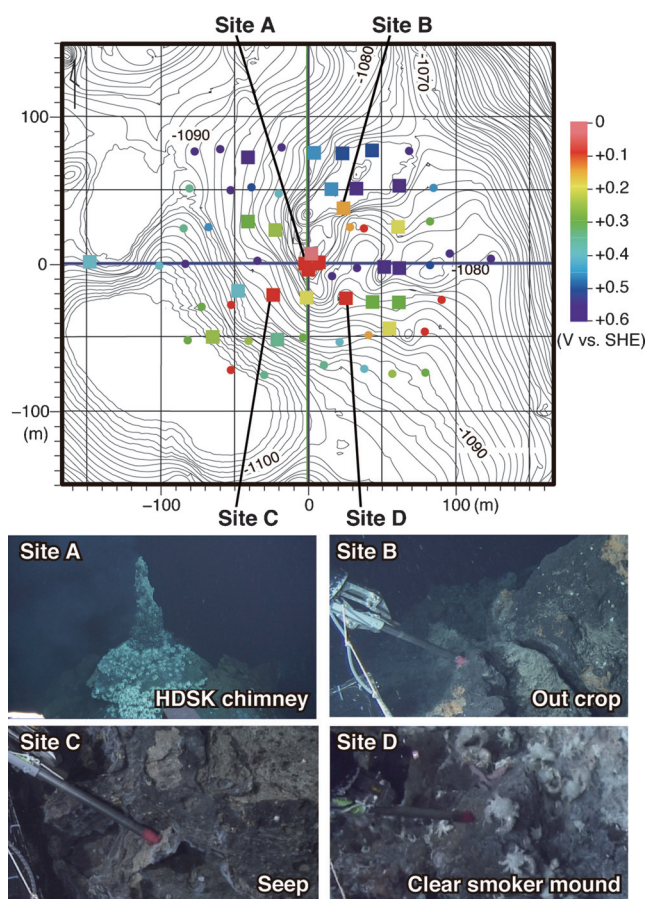 Site A
Site B
-1080
-1070
-1090
100
0
−100
(m)
-1080
-1100
-1090
−100
0
100 (m)
Site C
Site D
0
+0.1
+0.2
+0.3
+0.4
+0.5
+0.6
(V vs. SHE)
Site A
HDSK chimney
Site B
Out crop
Site C
Seep
Site D
Clear smoker mound